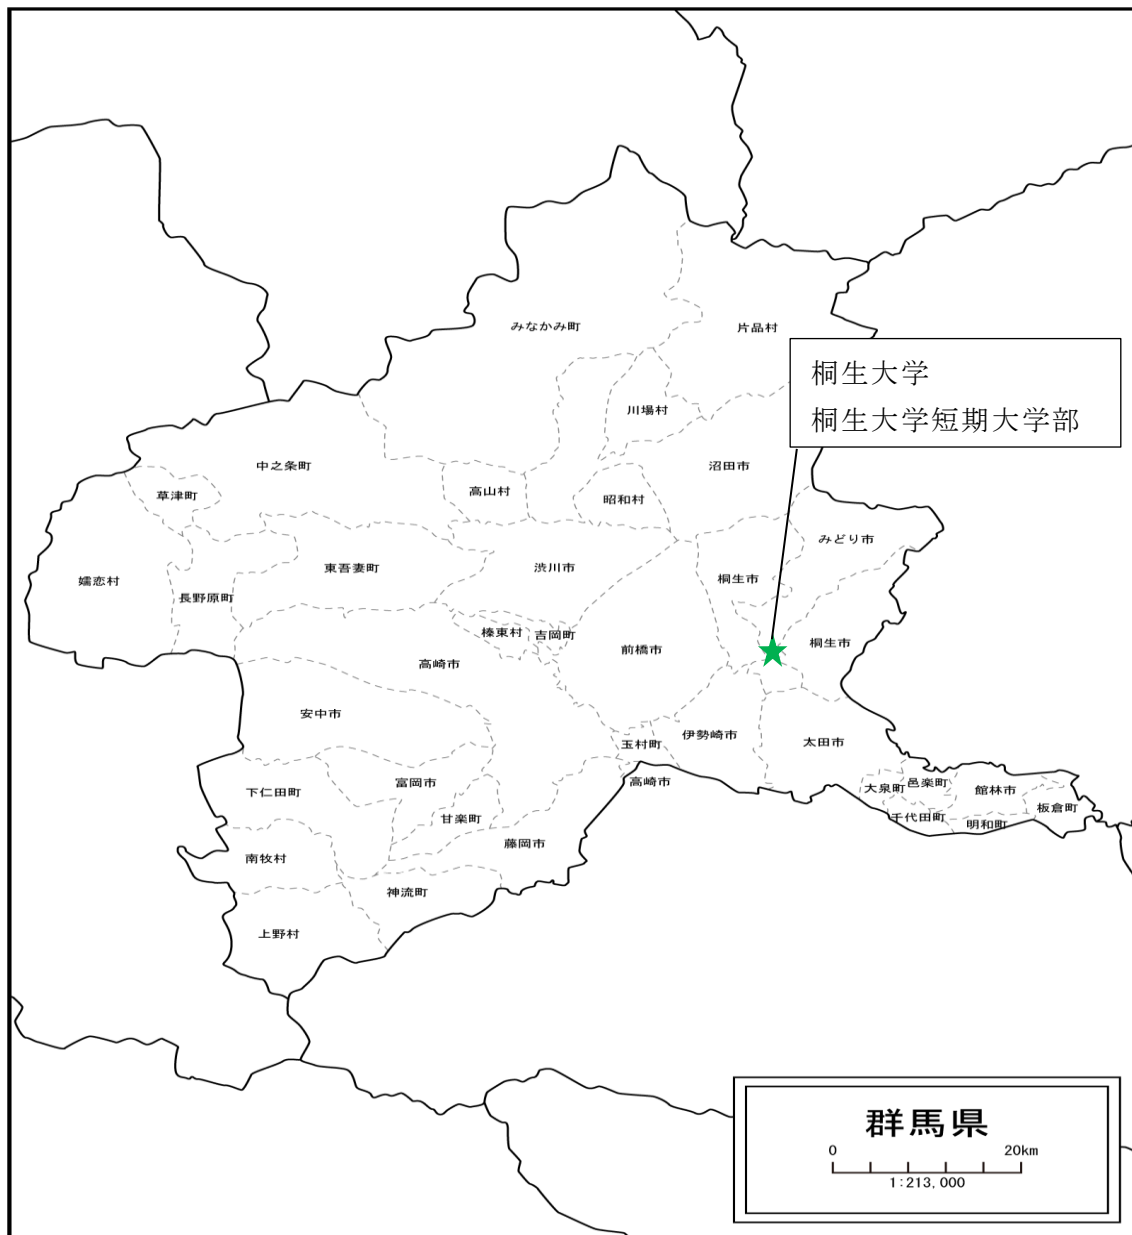 みなかみ町
片品村
桐生大学
桐生大学短期大学部
川場村
中之条町
高山村
沼田市
草津町
昭和村
みどり市
嬬恋村
長野原町
東吾妻町
渋川市
桐生市
榛東村
吉岡町
前橋市
桐生市
高崎市
安中市
玉村町
伊勢崎市
太田市
下仁田町
富岡市
高崎市
大泉町
邑楽町
館林市
板倉町
甘楽町
千代田町
明和町
藤岡市
南牧村
神流町
上野村
群馬県
0 20km
1:213,000